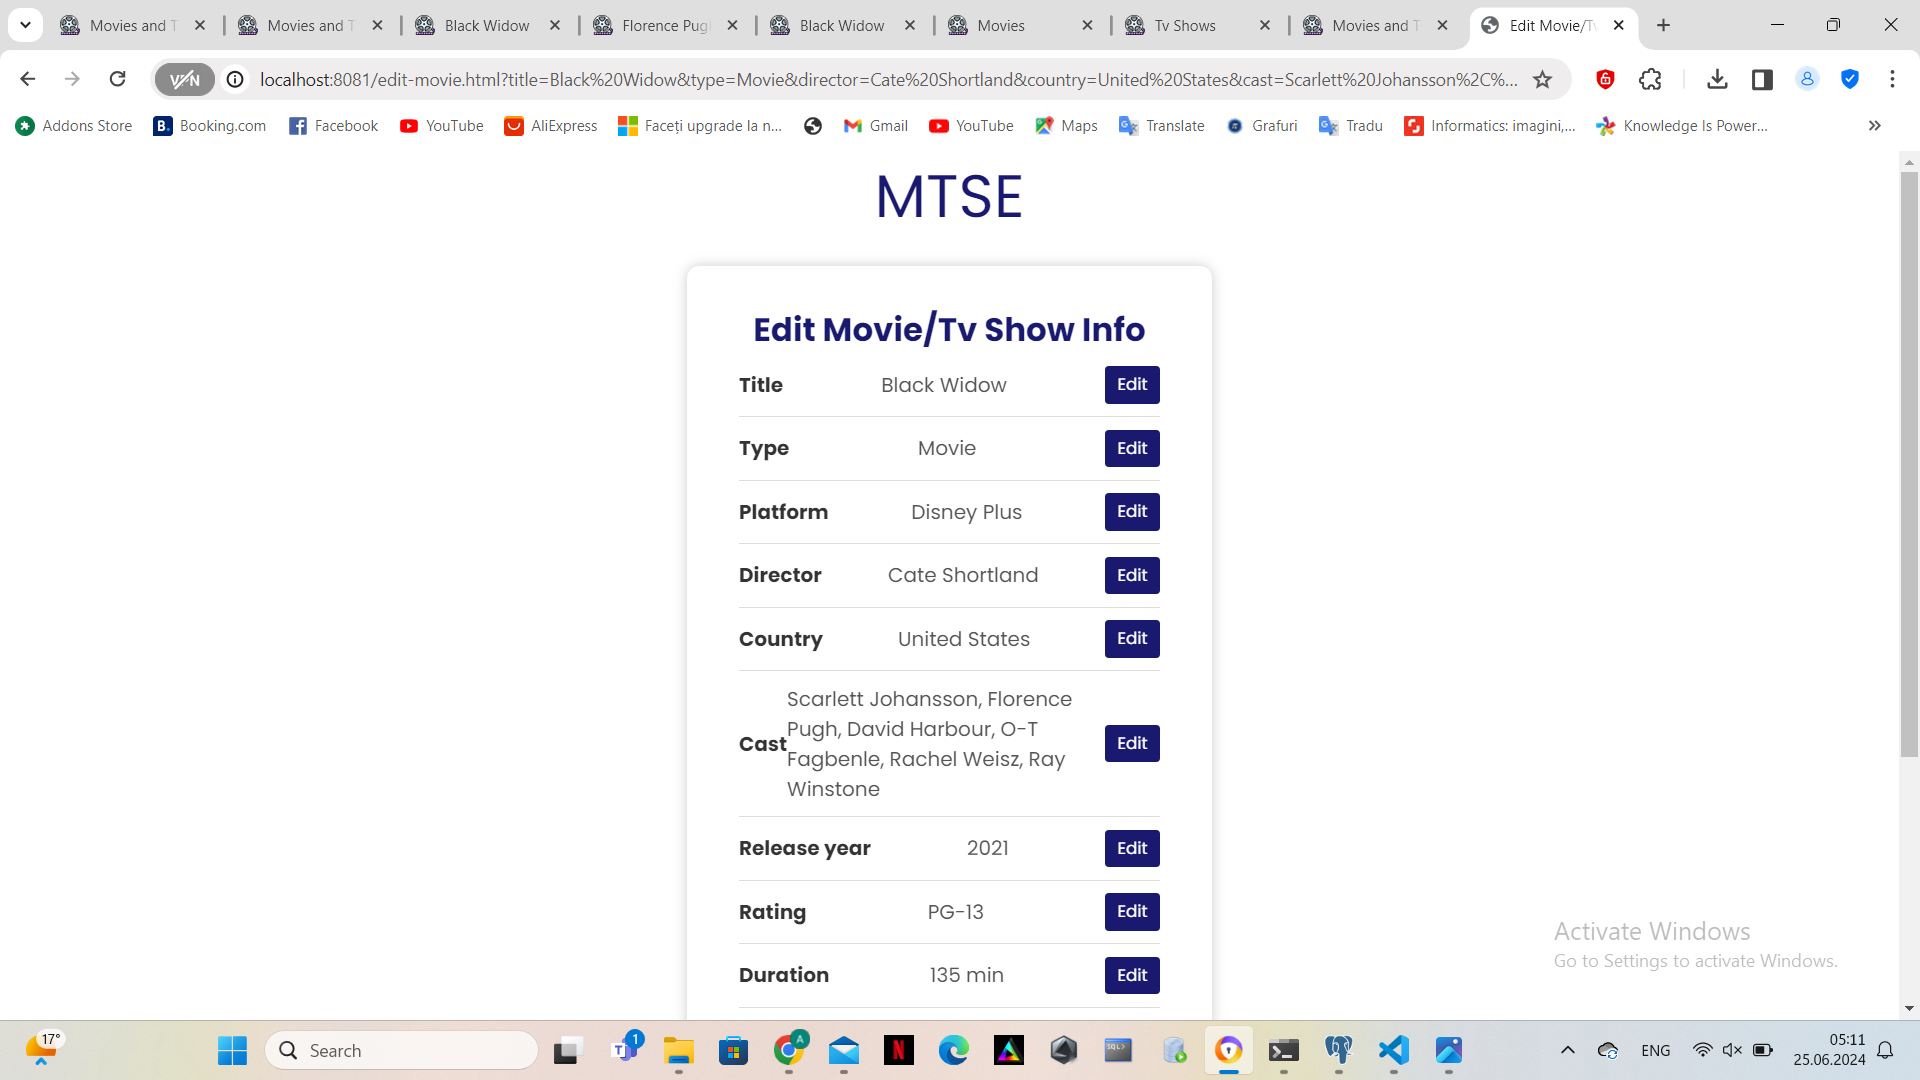 Movies and T
Movies and T
Black Widow
Florence Pug
Black Widow
Movies
Tv Shows
Movies and T
Edit Movie/Tv
VPN
localhost:8081/edit-movie.html?title=Black%20Widow&type=Movie&director=Cate%20Shortland&country=United%20States&cast=Scarlett%20Johansson%2C%...
Addons Store
Booking.com
Facebook
YouTube
AliExpress
Faceți upgrade la n...
Gmail
YouTube
Maps
Translate
Grafuri
Tradu
Informatics: imagini,...
Knowledge Is Power...
MTSE
Edit Movie/Tv Show Info
Title Black Widow Edit
Type Movie Edit
Platform Disney Plus Edit
Director Cate Shortland Edit
Country United States Edit
Cast Scarlett Johansson, Florence
Pugh, David Harbour, O-T
Fagbenle, Rachel Weisz, Ray
Winstone
Edit
Release year 2021 Edit
Rating PG-13 Edit
Duration 135 min Edit
Activate Windows
Go to Settings to activate Windows.
17°
Search
1
A
N
SQL>
ENG
05:11
25.06.2024